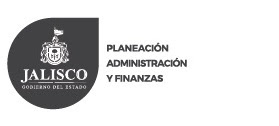 JALISCO
GOBIERNO DEL ESTADO
PLANEACIÓN
ADMINISTRACIÓN
Y FINANZAS